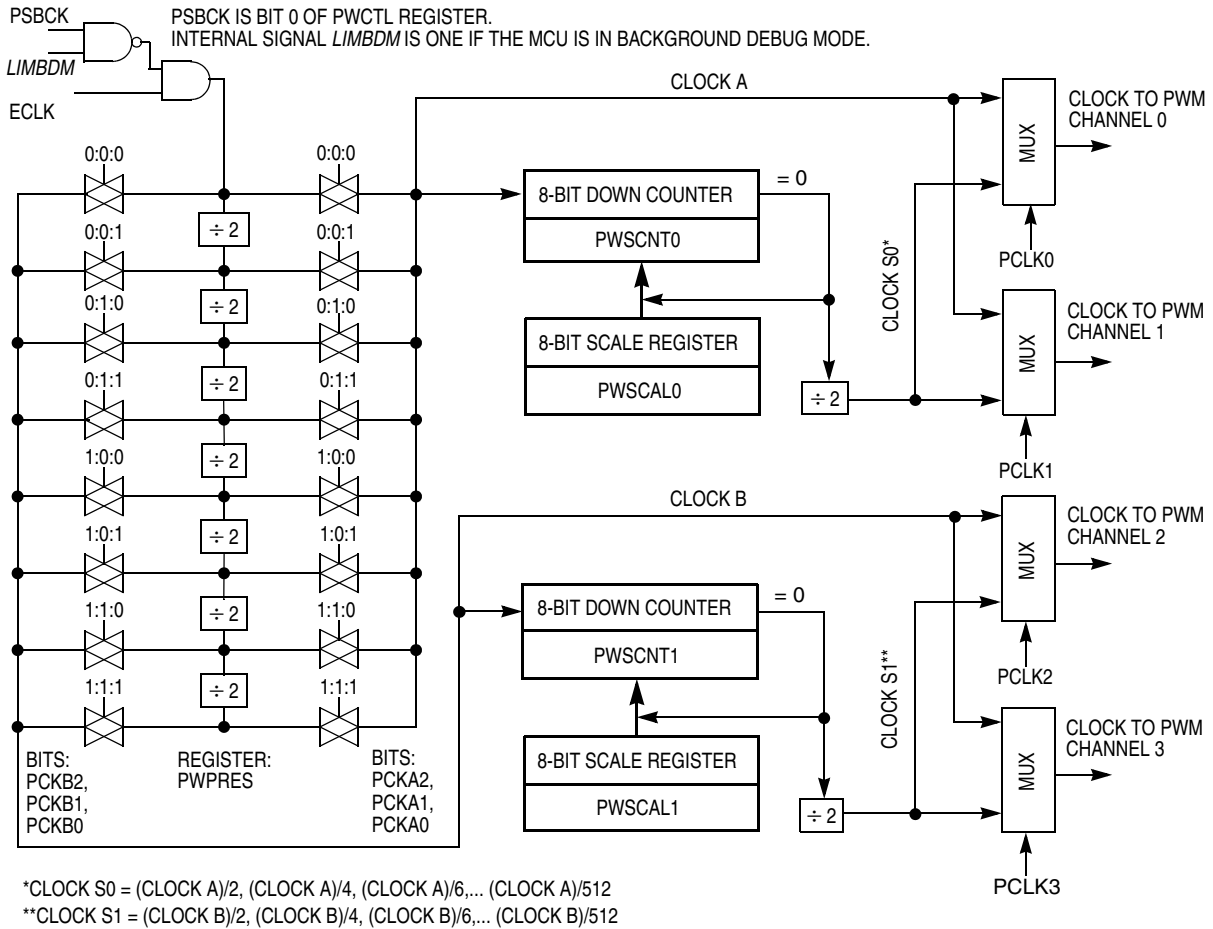 PSBCK
PSBCK IS BIT 0 OF PWCTL REGISTER.
INTERNAL SIGNAL LIMBDM IS ONE IF THE MCU IS IN BACKGROUND DEBUG MODE.
LIMBDM
ECLK
CLOCK A
CLOCK TO PWM
CHANNEL 0
MUX
PCLK0
0:0:0
0:0:0
÷ 2
0:0:1
0:0:1
÷ 2
0:1:0
0:1:0
÷ 2
0:1:1
0:1:1
÷ 2
1:0:0
1:0:0
÷ 2
1:0:1
1:0:1
÷ 2
1:1:0
1:1:0
÷ 2
1:1:1
1:1:1
BITS:
PCKB2,
PCKB1,
PCKB0
REGISTER:
PWPRES
BITS:
PCKA2,
PCKA1,
PCKA0
8-BIT DOWN COUNTER
= 0
PWSCNT0
8-BIT SCALE REGISTER
PWSCAL0
÷ 2
CLOCK S0*
CLOCK TO PWM
CHANNEL 1
MUX
PCLK1
CLOCK B
CLOCK TO PWM
CHANNEL 2
MUX
PCLK2
8-BIT DOWN COUNTER
= 0
PWSCNT1
8-BIT SCALE REGISTER
PWSCAL1
÷ 2
CLOCK S1**
CLOCK TO PWM
CHANNEL 3
MUX
PCLK3
*CLOCK S0 = (CLOCK A)/2, (CLOCK A)/4, (CLOCK A)/6,... (CLOCK A)/512
**CLOCK S1 = (CLOCK B)/2, (CLOCK B)/4, (CLOCK B)/6,... (CLOCK B)/512